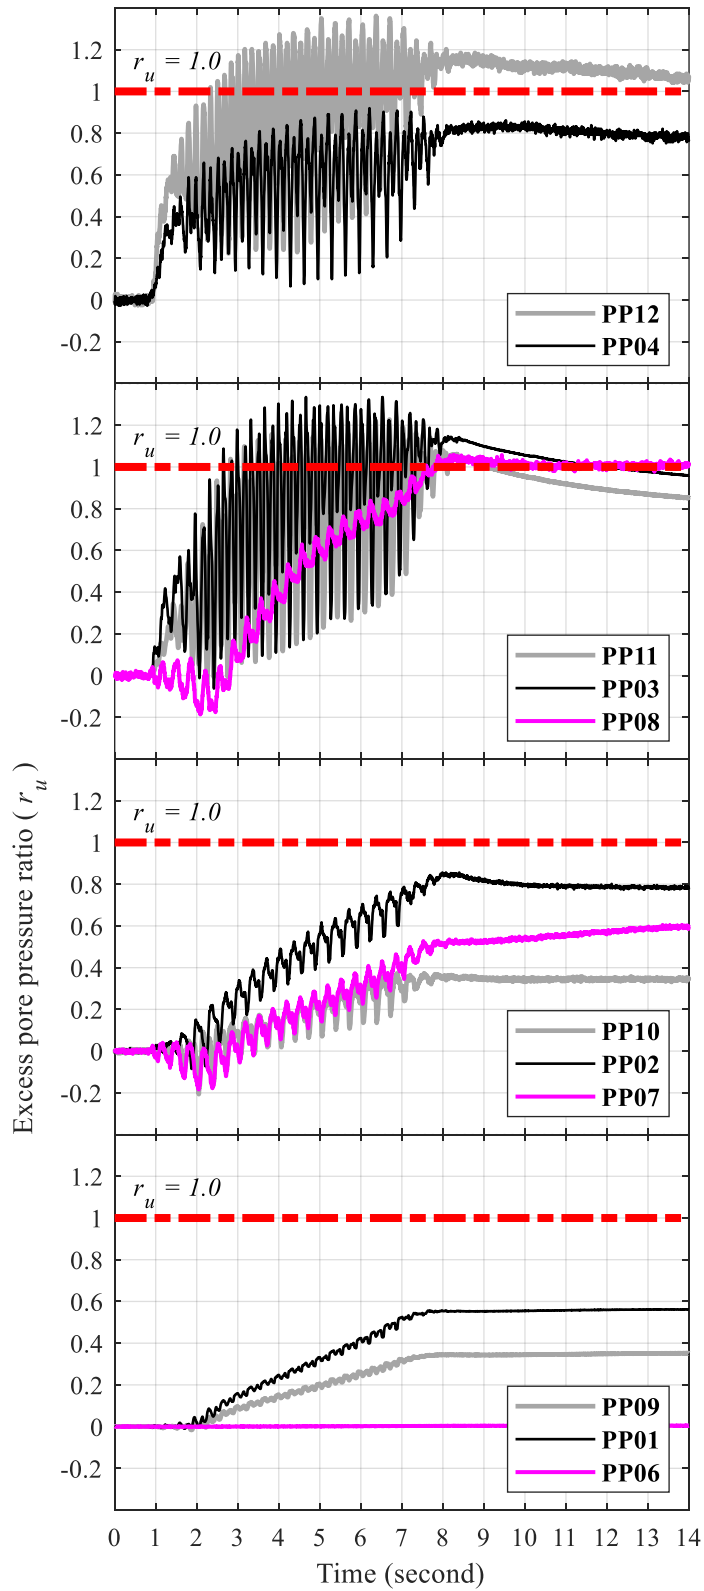 1.2
r_u = 1.0
1
0.8
0.6
0.4
0.2
0
-0.2
PP12
PP04
1.2
r_u = 1.0
1
0.8
0.6
0.4
0.2
0
-0.2
PP11
PP03
PP08
Excess pore pressure ratio ( r_u )
1.2
r_u = 1.0
1
0.8
0.6
0.4
0.2
0
-0.2
PP10
PP02
PP07
1.2
r_u = 1.0
1
0.8
0.6
0.4
0.2
0
-0.2
PP09
PP01
PP06
0 1 2 3 4 5 6 7 8 9 10 11 12 13 14
Time (second)